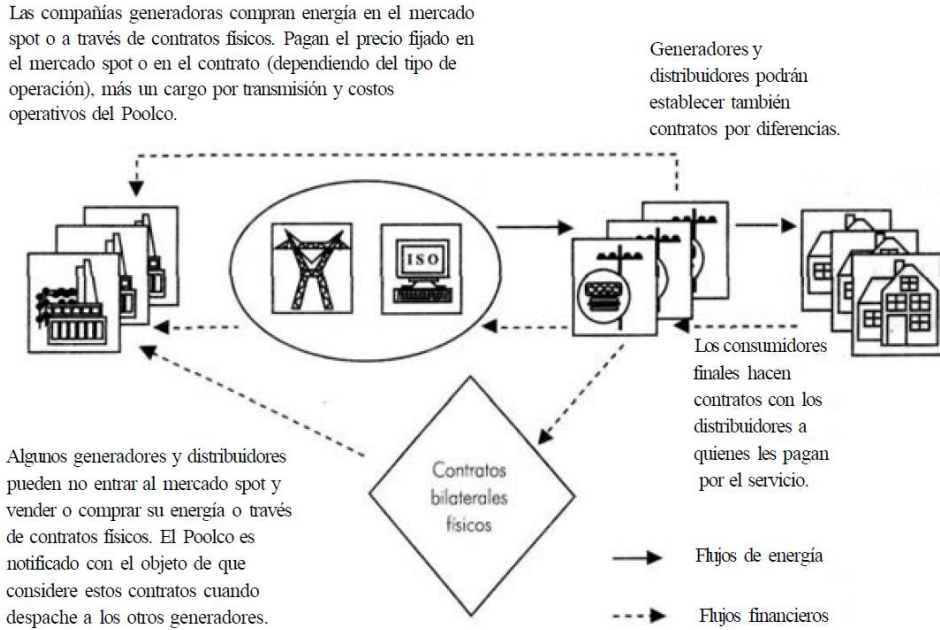 Las compañías generadoras compran energía en el mercado
spot o a través de contratos físicos. Pagan el precio fijado en
el mercado spot o en el contrato (dependiendo del tipo de
operación), más un cargo por transmisión y costos
operativos del Poolco.
Generadores y
distribuidores podrán
establecer también
contratos por diferencias.
ISO
Los consumidores
finales hacen
contratos con los
distribuidores a
quienes les pagan
por el servicio.
Algunos generadores y distribuidores
pueden no entrar al mercado spot y
vender o comprar su energía o través
de contratos físicos. El Poolco es
notificado con el objeto de que
considere estos contratos cuando
despache a los otros generadores.
Contratos
bilaterales
físicos
Flujos de energía
Flujos financieros